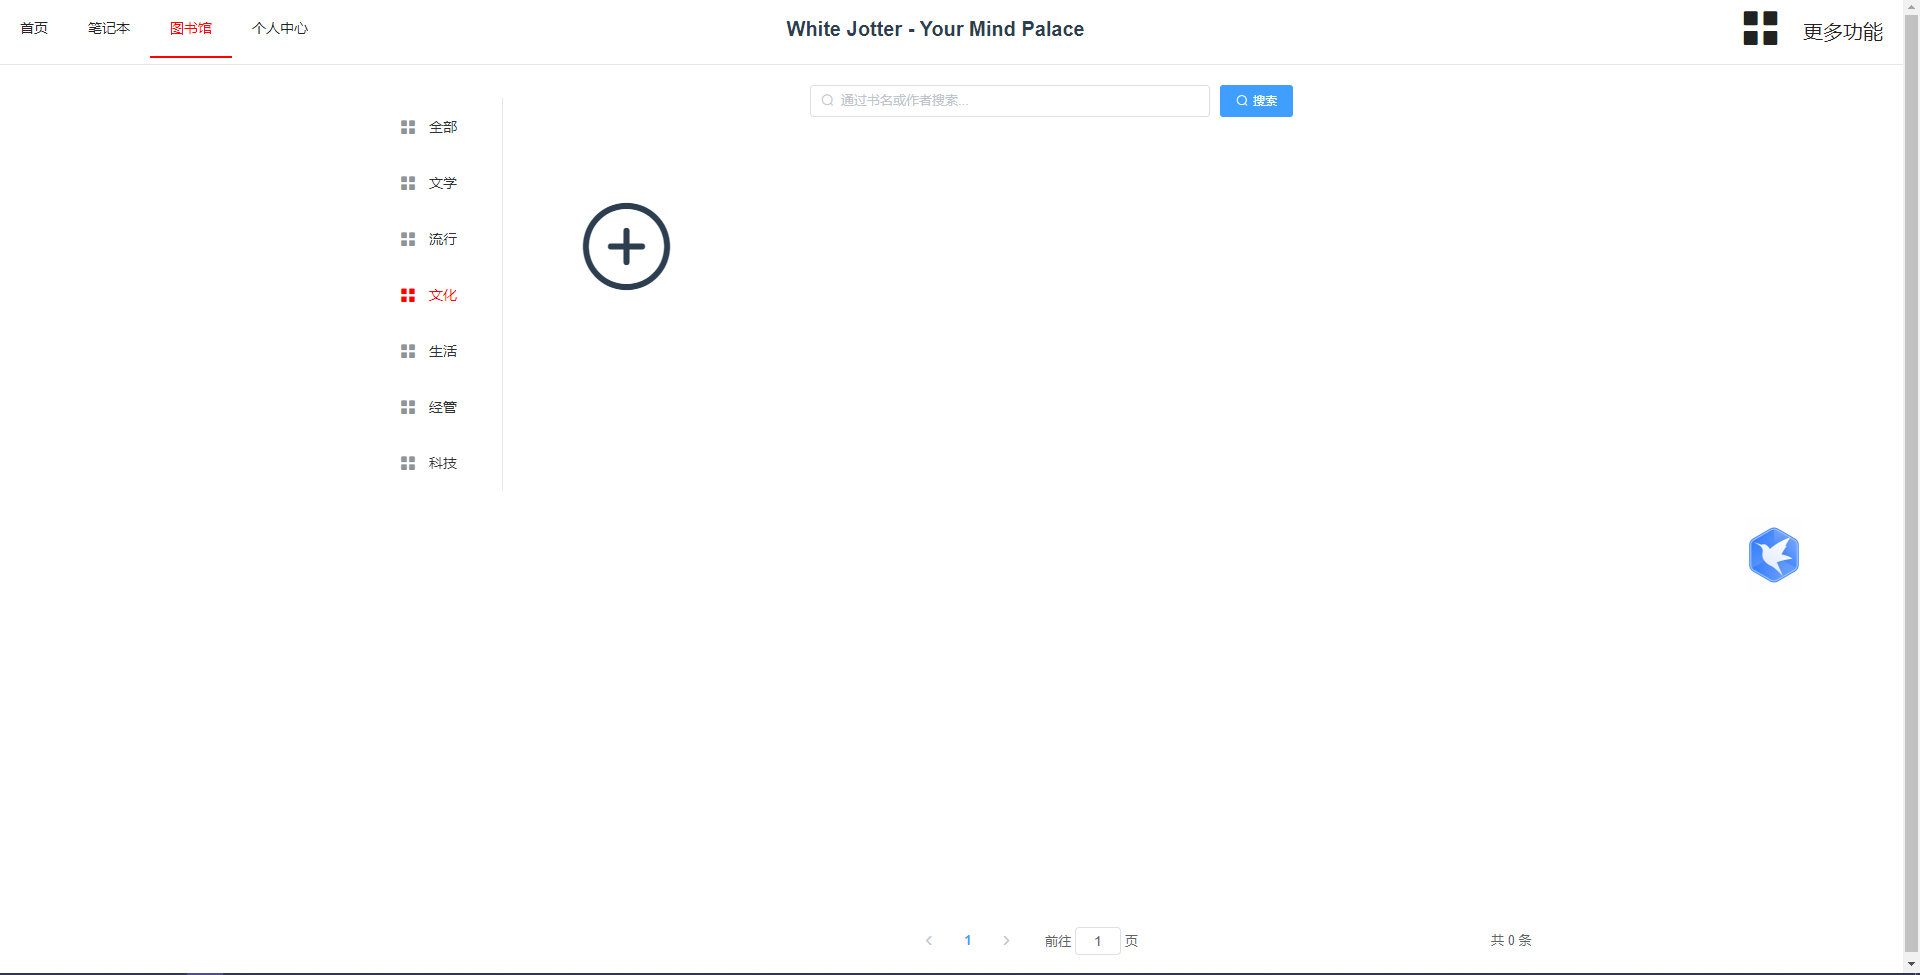 首页 笔记本 图书馆 个人中心 White Jotter - Your Mind Palace 更多功能
通过书名或作者搜索... 搜索
全部
文学
流行
文化
生活
经管
科技
1 前往 1 页 共 0 条